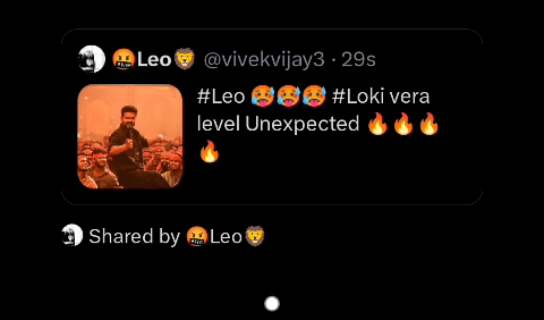 🤬Leo🦁 @vivekvijay3 · 29s
#Leo 🥵🥵🥵 #Loki vera
level Unexpected 🔥🔥🔥
🔥
Shared by 🤬Leo🦁